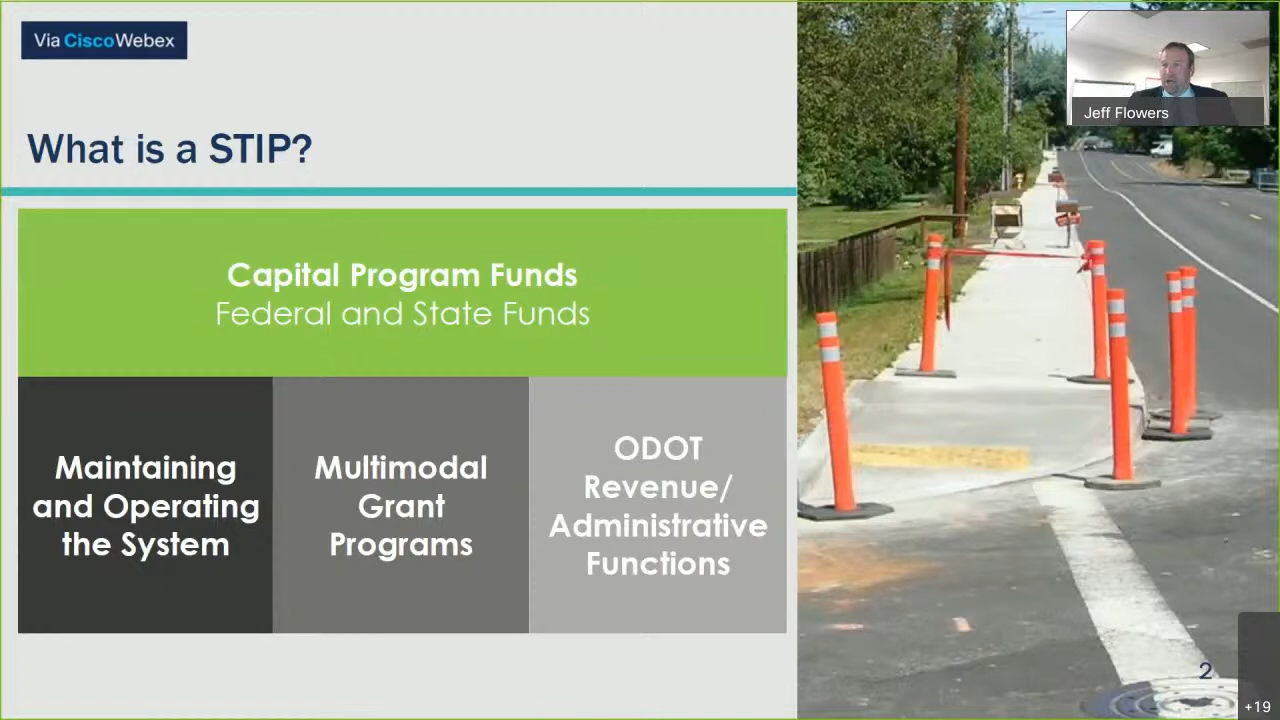 Via CiscoWebex
Jeff Flowers
What is a STIP?
Capital Program Funds
Federal and State Funds
Maintaining
and Operating
the System
Multimodal
Grant
Programs
ODOT
Revenue/
Administrative
Functions
2
+19